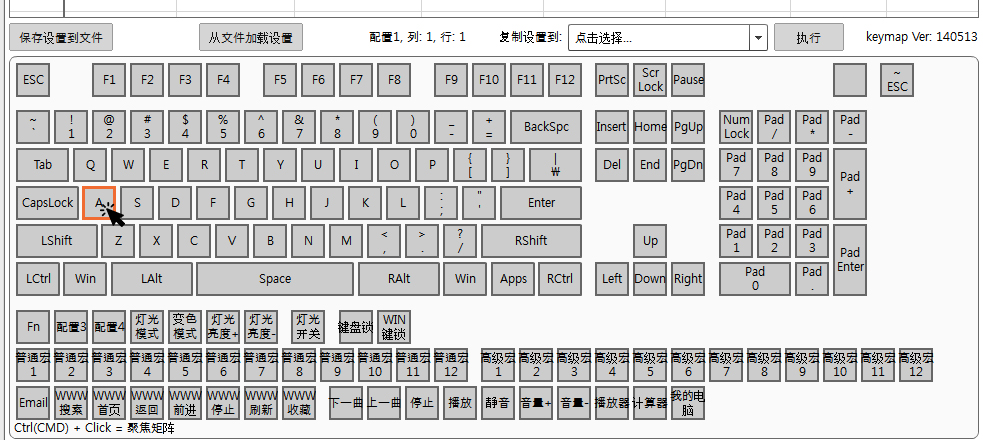 保存设置到文件 从文件加载设置 配置1, 列: 1, 行: 1 复制设置到: 点击选择... 执行 keymap Ver: 140513
ESC F1 F2 F3 F4 F5 F6 F7 F8 F9 F10 F11 F12 PrtSc Scr Lock Pause ~ ESC
~ ` ! 1 @ 2 # 3 $ 4 % 5 ^ 6 & 7 * 8 ( 9 ) 0 _ - + = BackSpc Insert Home PgUp Num Lock Pad / Pad * Pad -
Tab Q W E R T Y U I O P { [ } ] | ₩ Del End PgDn Pad 7 Pad 8 Pad 9 Pad +
CapsLock A S D F G H J K L : ; " ' Enter Pad 4 Pad 5 Pad 6
LShift Z X C V B N M < , > . ? / RShift Up Pad 1 Pad 2 Pad 3 Pad Enter
LCtrl Win LAlt Space RAlt Win Apps RCtrl Left Down Right Pad 0 Pad .
Fn 配置3 配置4 灯光模式 变色模式 灯光亮度+ 灯光亮度- 灯光开关 键盘锁 WIN键锁
普通宏1 普通宏2 普通宏3 普通宏4 普通宏5 普通宏6 普通宏7 普通宏8 普通宏9 普通宏10 普通宏11 普通宏12 高级宏1 高级宏2 高级宏3 高级宏4 高级宏5 高级宏6 高级宏7 高级宏8 高级宏9 高级宏10 高级宏11 高级宏12
Email WWW搜索 WWW首页 WWW返回 WWW前进 WWW停止 WWW刷新 WWW收藏 下一曲 上一曲 停止 播放 静音 音量+ 音量- 播放器 计算器 我的电脑
Ctrl(CMD) + Click = 聚焦矩阵